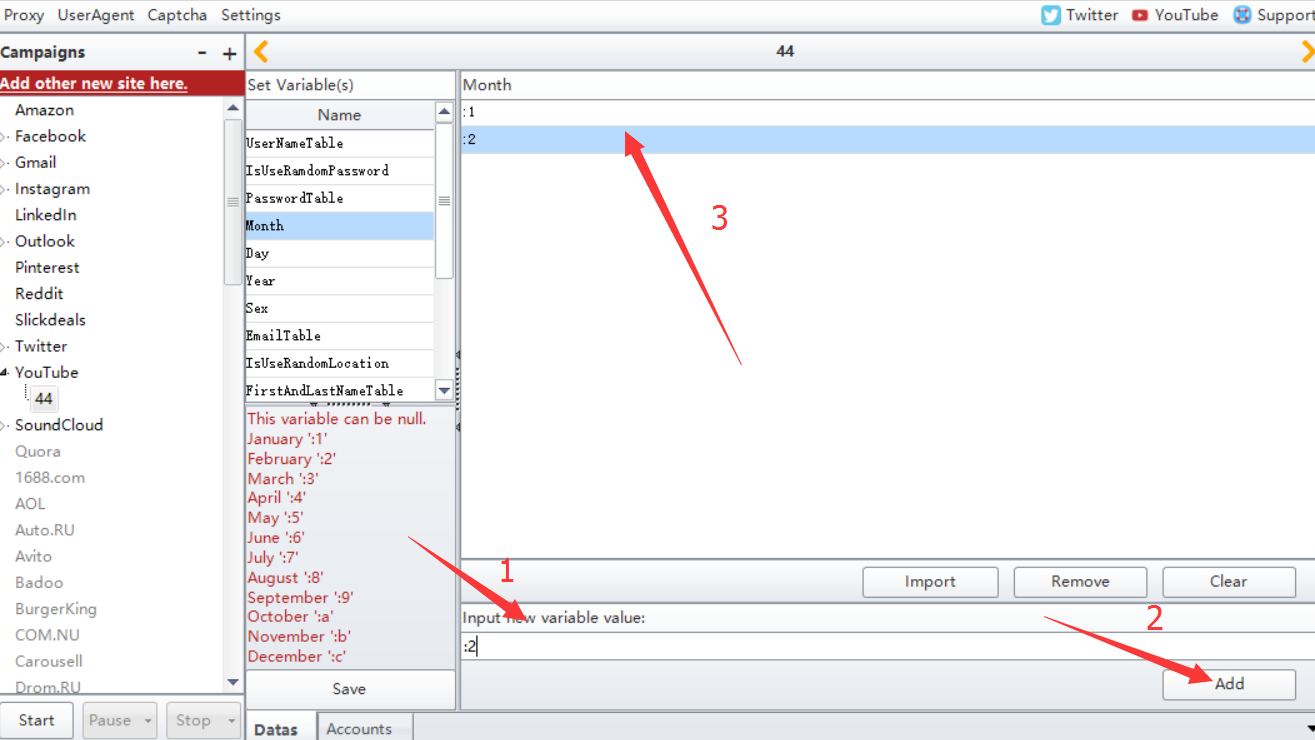 Proxy UserAgent Captcha Settings Twitter YouTube Support
Campaigns - +
44
Add other new site here.
Amazon
Facebook
Gmail
Instagram
LinkedIn
Outlook
Pinterest
Reddit
Slickdeals
Twitter
YouTube
44
SoundCloud
Quora
1688.com
AOL
Auto.RU
Avito
Badoo
BurgerKing
COM.NU
Carousell
Drom.RU
Start Pause Stop
Set Variable(s)
Name
UserNameTable
IsUseRamdomPassword
PasswordTable
Month
Day
Year
Sex
EmailTable
IsUseRandomLocation
FirstAndLastNameTable
This variable can be null.
January ':1'
February ':2'
March ':3'
April ':4'
May ':5'
June ':6'
July ':7'
August ':8'
September ':9'
October ':a'
November ':b'
December ':c'
Save
Datas Accounts
Month
:1
:2
3
1
Import Remove Clear
Input new variable value:
2
:2
Add